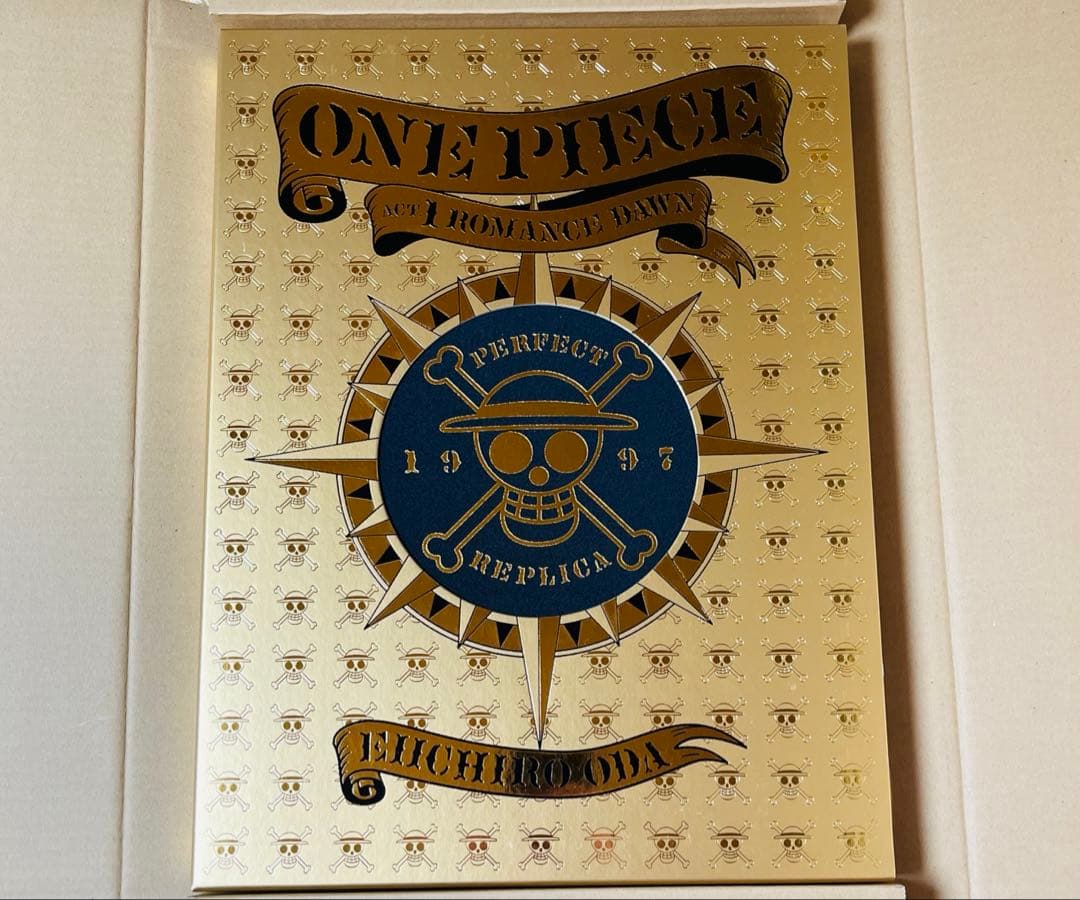 ONE PIECE
ACT 1 ROMANCE DAWN
PERFECT
1997
REPLICA
EIICHIRO ODA